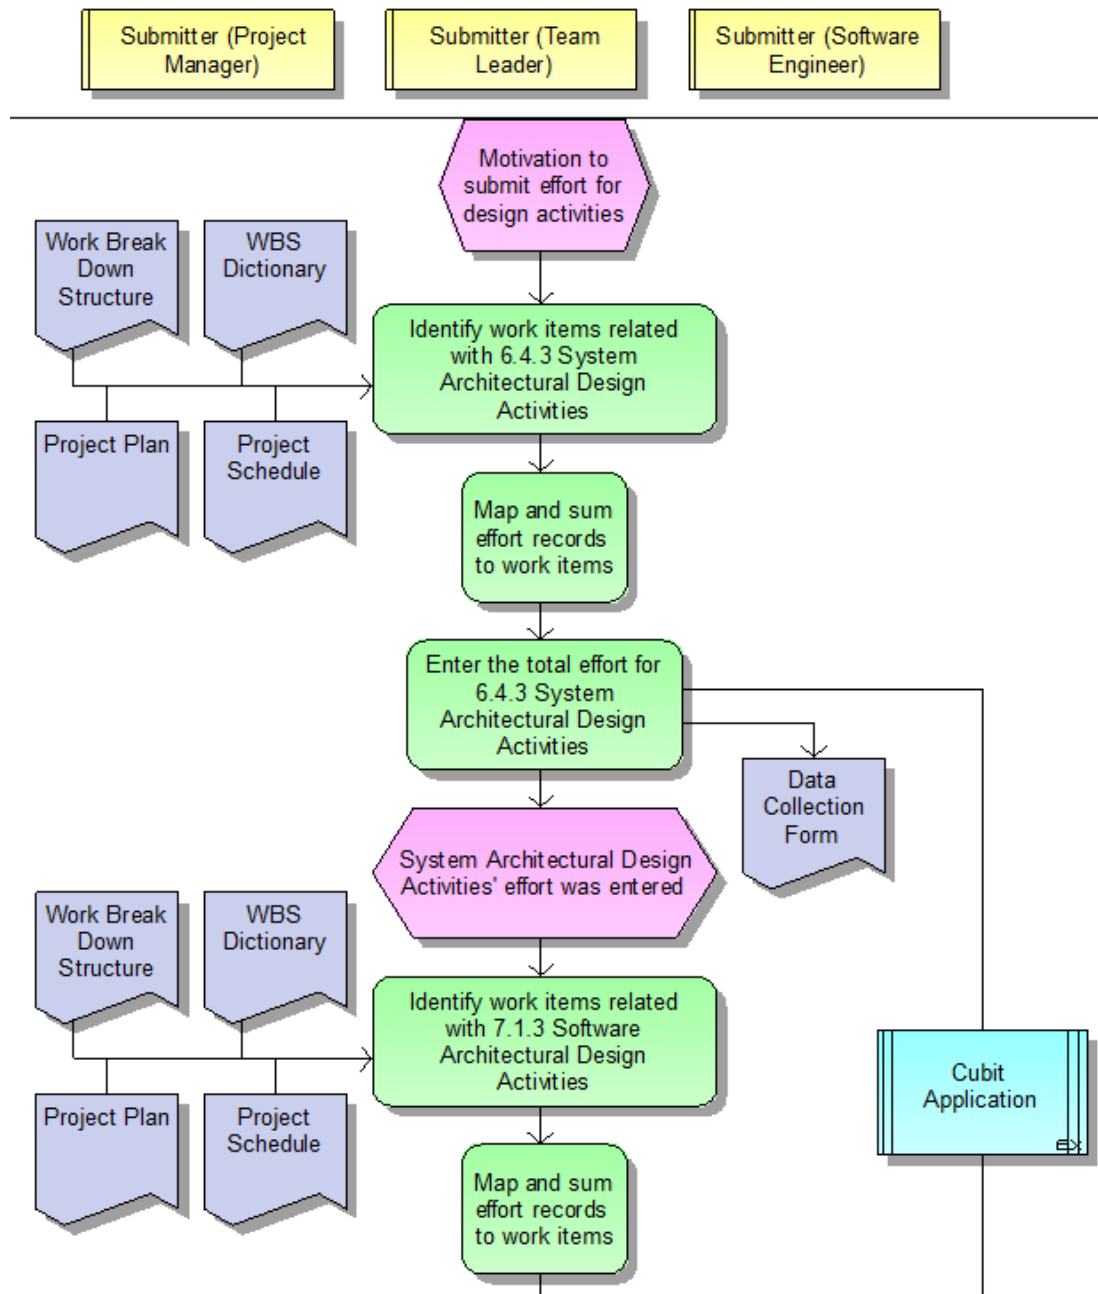 Submitter (Project
Manager)
Submitter (Team
Leader)
Submitter (Software
Engineer)
Motivation to
submit effort for
design activities
Work Break
Down
Structure
WBS
Dictionary
Identify work items related
with 6.4.3 System
Architectural Design
Activities
Project Plan
Project
Schedule
Map and sum
effort records
to work items
Enter the total effort for
6.4.3 System
Architectural Design
Activities
Data
Collection
Form
System Architectural Design
Activities' effort was entered
Work Break
Down
Structure
WBS
Dictionary
Identify work items related
with 7.1.3 Software
Architectural Design
Activities
Cubit
Application
Project Plan
Project
Schedule
Map and sum
effort records
to work items